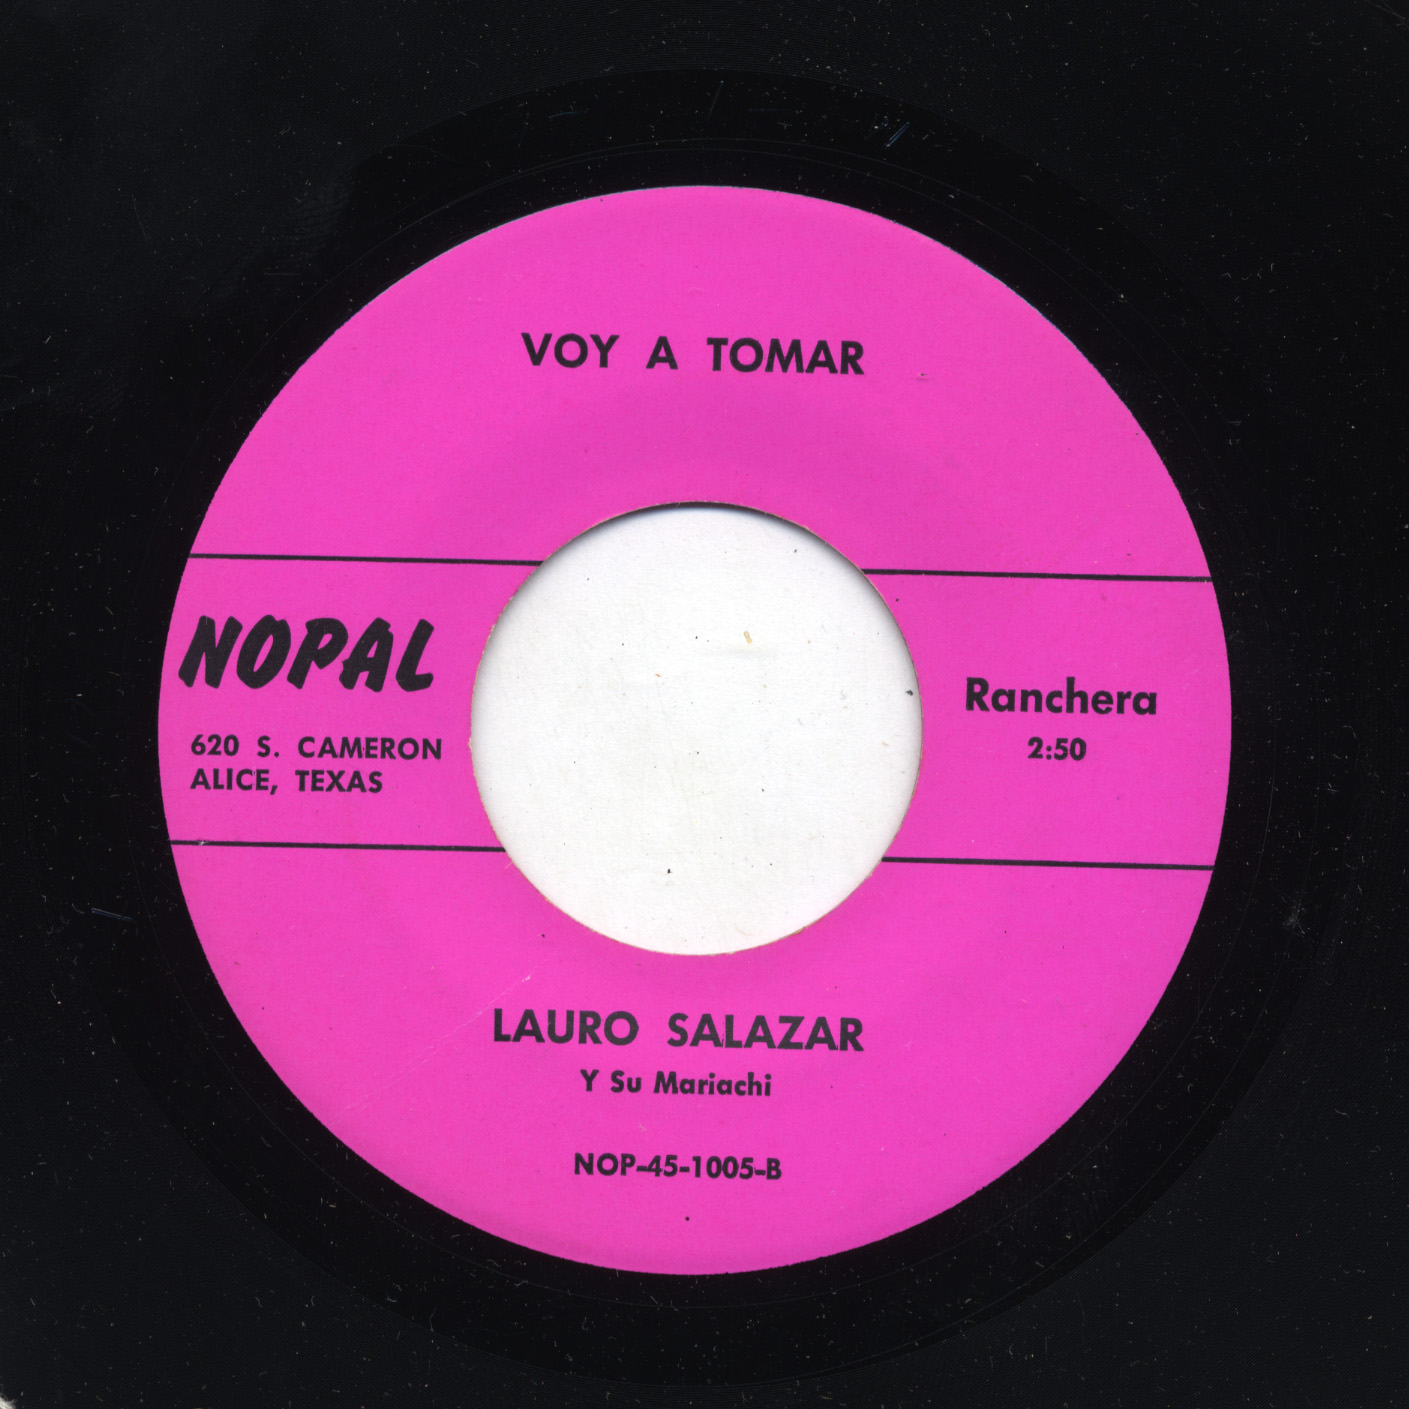 VOY A TOMAR
NOPAL
620 S. CAMERON
ALICE, TEXAS
Ranchera
2:50
LAURO SALAZAR
Y Su Mariachi
NOP-45-1005-B